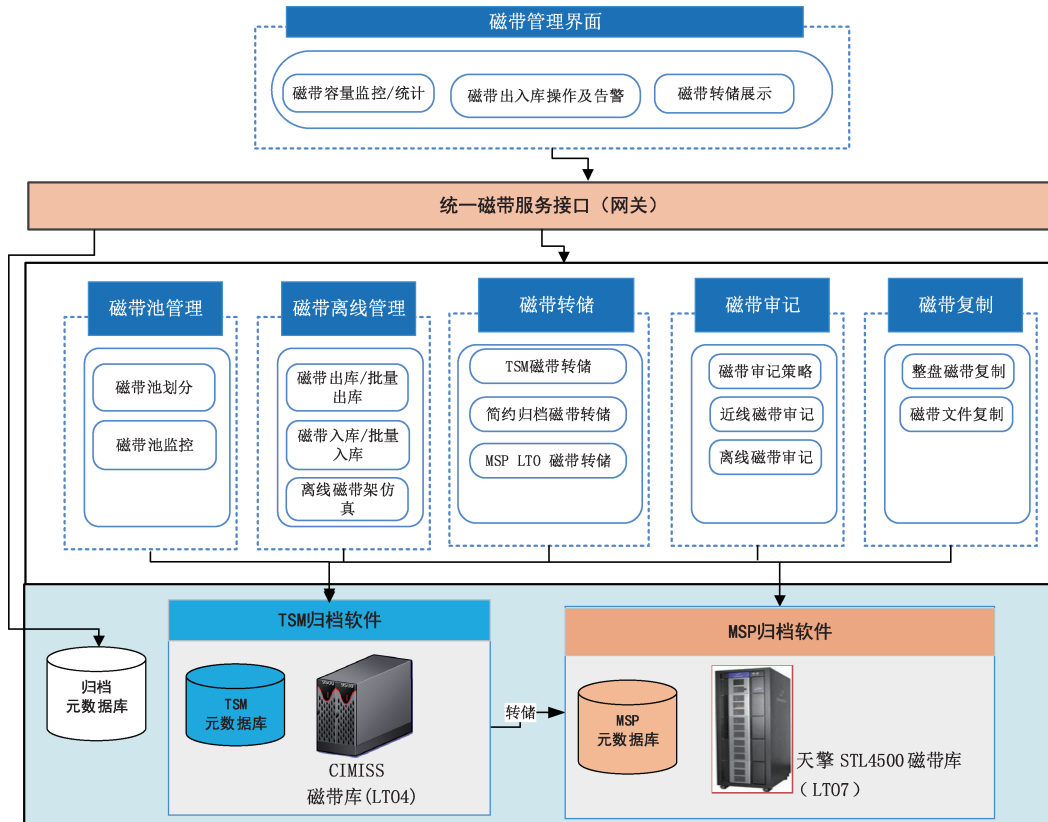 磁带管理界面
磁带容量监控/统计
磁带出入库操作及告警
磁带转储展示
统一磁带服务接口（网关）
磁带池管理
磁带池划分
磁带池监控
磁带离线管理
磁带出库/批量
出库
磁带入库/批量
入库
离线磁带架仿
真
磁带转储
TSM磁带转储
简约归档磁带转储
MSP LTO 磁带转储
磁带审记
磁带审记策略
近线磁带审记
离线磁带审记
磁带复制
整盘磁带复制
磁带文件复制
归档
元数据库
TSM归档软件
TSM
元数据库
CIMISS
磁带库(LTO4)
转储
MSP归档软件
MSP
元数据库
天擎 STL4500 磁带库
（LTO7）